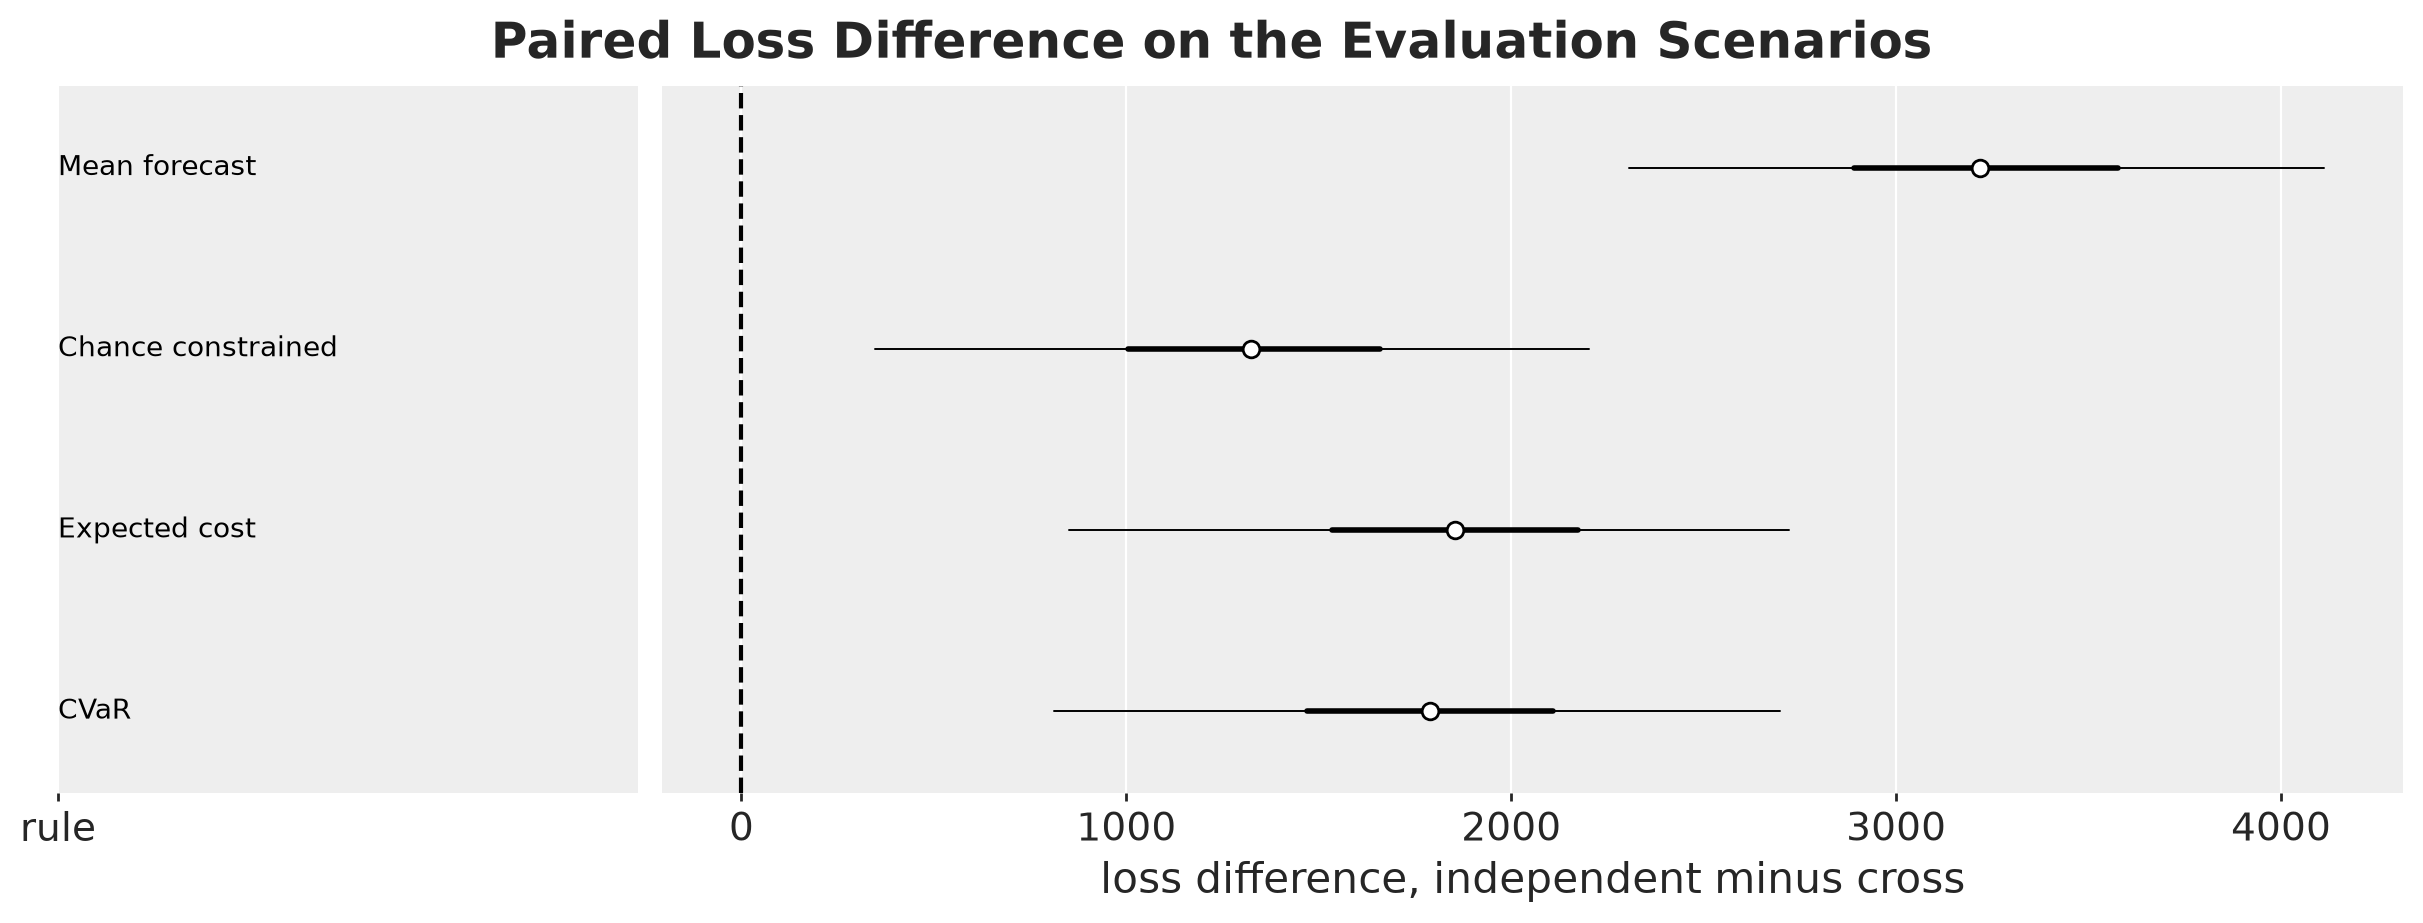 Paired Loss Difference on the Evaluation Scenarios
Mean forecast
Chance constrained
Expected cost
CVaR
rule
0 1000 2000 3000 4000
loss difference, independent minus cross